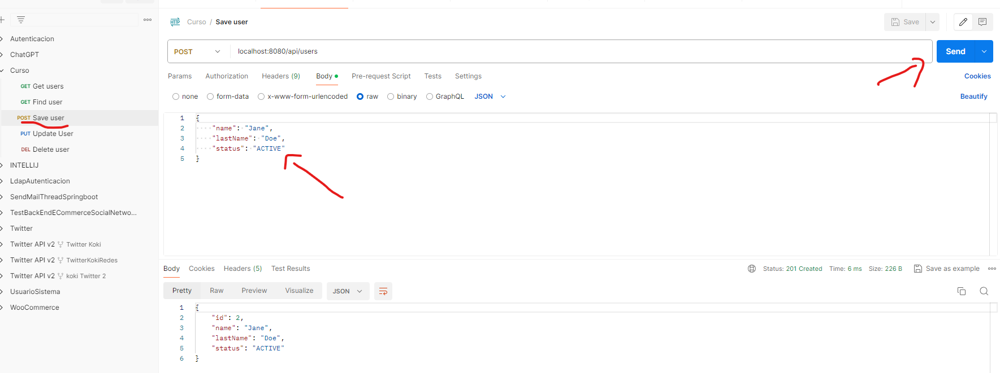 Curso / Save user
Save
POST
localhost:8080/api/users
Send
Params Authorization Headers (9) Body Pre-request Script Tests Settings
Cookies
none form-data x-www-form-urlencoded raw binary GraphQL JSON
Beautify
1 {
2 "name": "Jane",
3 "lastName": "Doe",
4 "status": "ACTIVE"
5 }
Autenticacion
ChatGPT
Curso
GET Get users
GET Find user
POST Save user
PUT Update User
DEL Delete user
INTELLIJ
LdapAutenticacion
SendMailThreadSpringboot
TestBackEndECommerceSocialNetwo...
Twitter
Twitter API v2 Twitter Koki
Twitter API v2 TwitterKokiRedes
Twitter API v2 koki Twitter 2
UsuarioSistema
WooCommerce
Body Cookies Headers (5) Test Results
Status: 201 Created Time: 6 ms Size: 226 B Save as example
Pretty Raw Preview Visualize JSON
1 {
2 "id": 2,
3 "name": "Jane",
4 "lastName": "Doe",
5 "status": "ACTIVE"
6 }